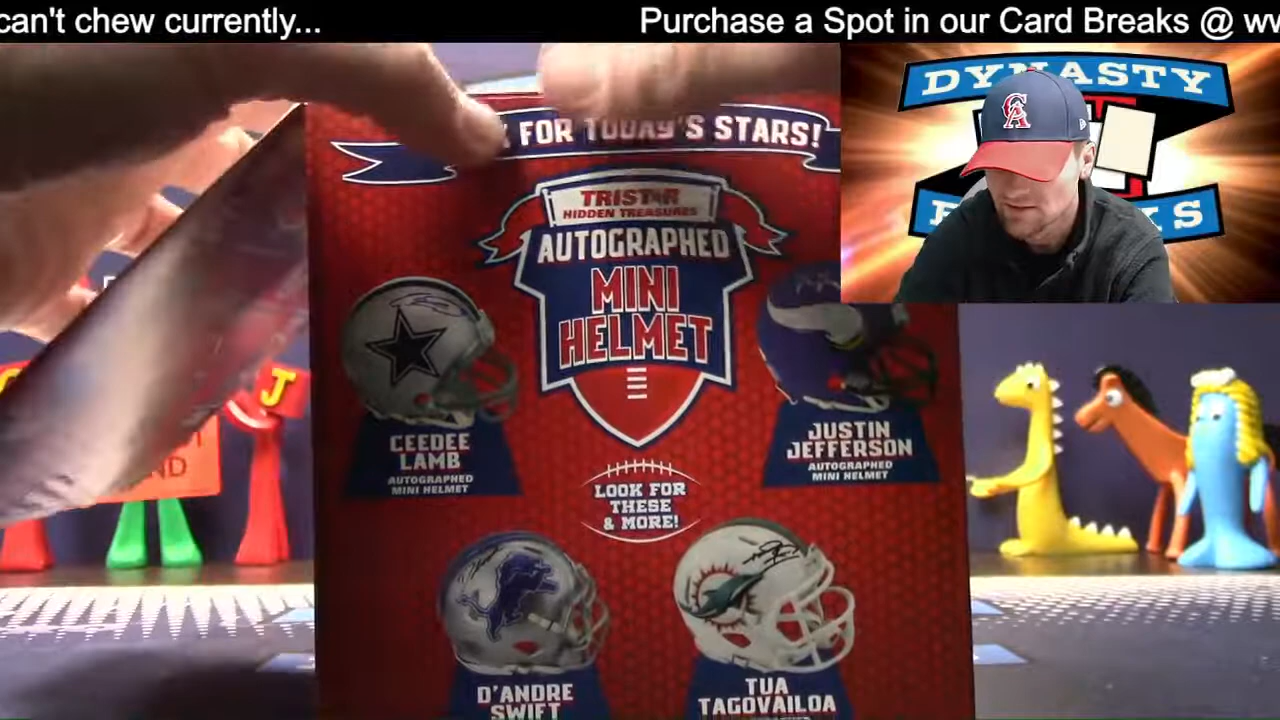 can't chew currently...
Purchase a Spot in our Card Breaks @
DYNASTY
FOR TODAY'S STARS!
TRISTAR
HIDDEN TREASURES
AUTOGRAPHED
MINI
HELMET
CEEDEE
LAMB
AUTOGRAPHED
MINI HELMET
JUSTIN
JEFFERSON
AUTOGRAPHED
MINI HELMET
LOOK FOR
THESE
& MORE!
D'ANDRE
SWIFT
TUA
TAGOVAILOA
CA
J